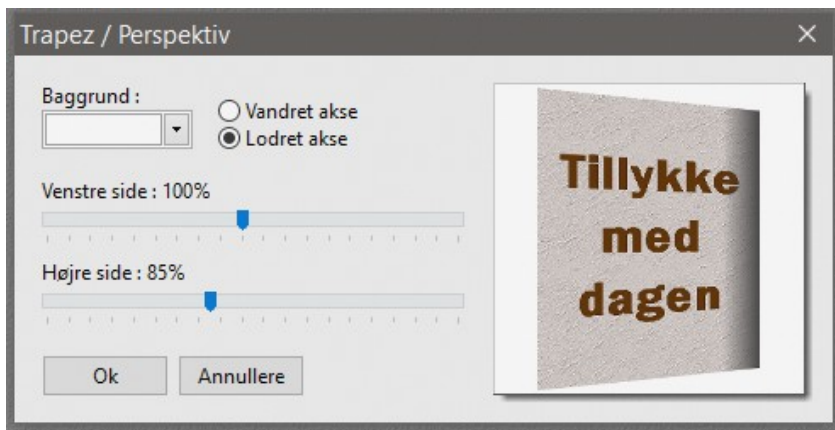 Trapez / Perspektiv
Baggrund :
Vandret akse
Lodret akse
Venstre side : 100%
Højre side : 85%
Ok
Annullere
Tillykke
med
dagen